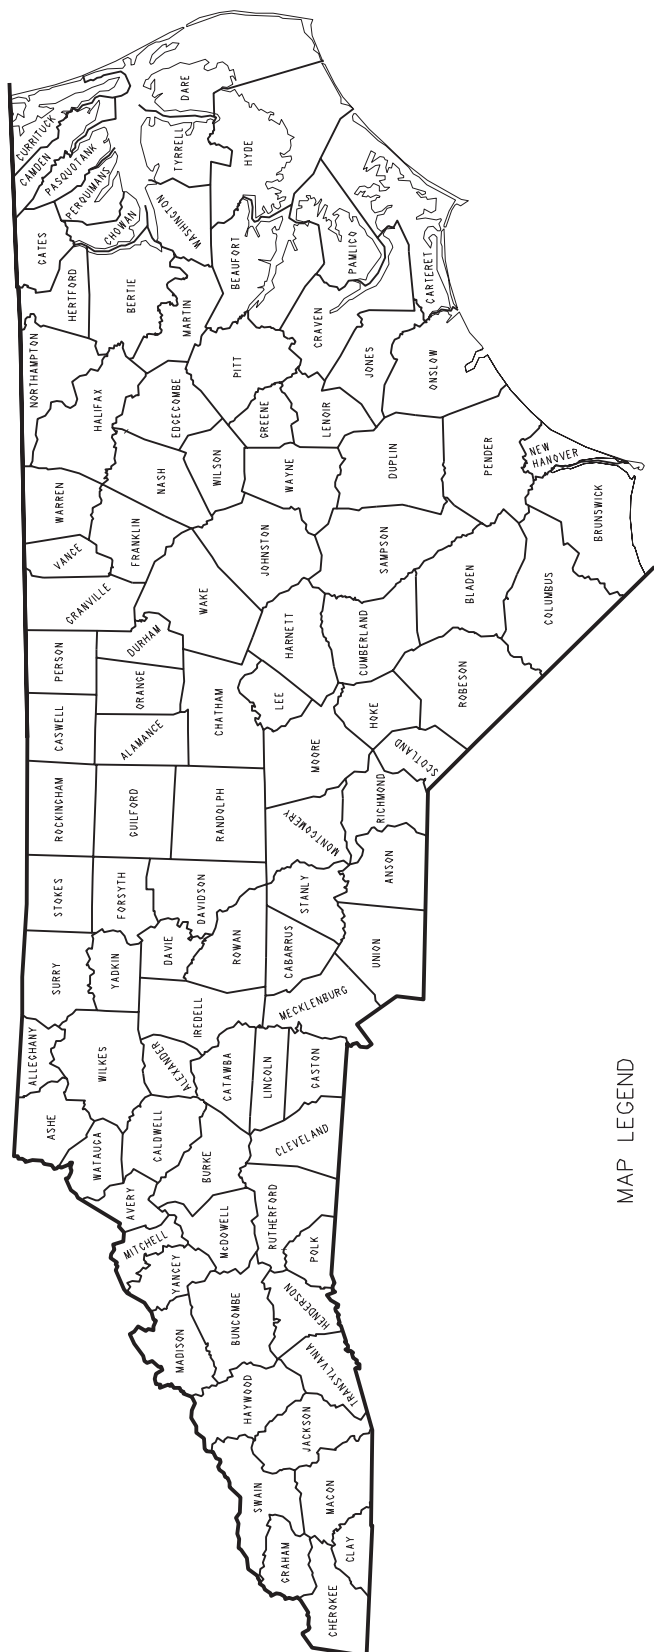 CHEROKEE
GRAHAM
CLAY
SWAIN
MACON
JACKSON
HAYWOOD
TRANSYLVANIA
MADISON
BUNCOMBE
HENDERSON
YANCEY
MITCHELL
AVERY
McDOWELL
RUTHERFORD
POLK
ASHE
WATAUGA
CALDWELL
BURKE
CLEVELAND
ALLEGHANY
WILKES
ALEXANDER
CATAWBA
LINCOLN
GASTON
SURRY
YADKIN
IREDELL
MECKLENBURG
STOKES
FORSYTH
DAVIE
DAVIDSON
ROWAN
CABARRUS
STANLY
UNION
ANSON
ROCKINGHAM
GUILFORD
RANDOLPH
MONTGOMERY
RICHMOND
CASWELL
ALAMANCE
CHATHAM
MOORE
SCOTLAND
HOKE
PERSON
ORANGE
DURHAM
LEE
HARNETT
CUMBERLAND
ROBESON
GRANVILLE
WAKE
VANCE
WARREN
FRANKLIN
JOHNSTON
SAMPSON
BLADEN
COLUMBUS
BRUNSWICK
NASH
WILSON
WAYNE
DUPLIN
PENDER
NEW
HANOVER
NORTHAMPTON
HALIFAX
EDGECOMBE
PITT
GREENE
LENOIR
JONES
ONSLOW
HERTFORD
BERTIE
MARTIN
BEAUFORT
CRAVEN
PAMLICO
CARTERET
GATES
CHOWAN
PERQUIMANS
PASQUOTANK
CAMDEN
CURRITUCK
WASHINGTON
TYRRELL
DARE
HYDE
MAP LEGEND